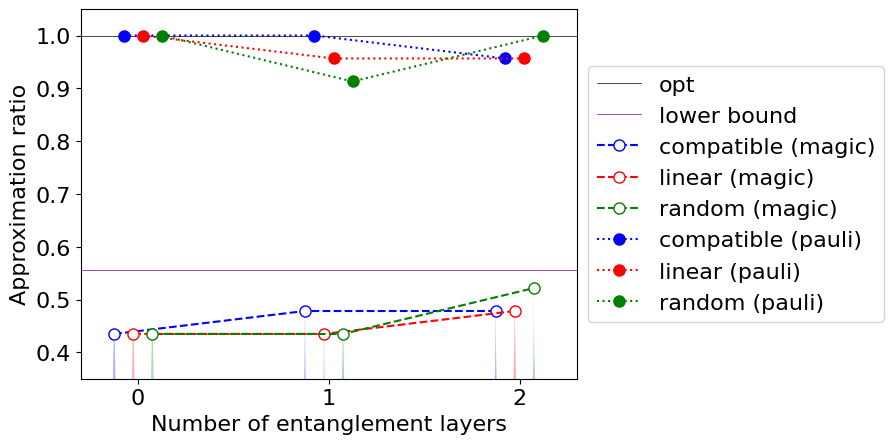 1.0
0.9
0.8
0.7
0.6
0.5
0.4
Approximation ratio
0
1
2
Number of entanglement layers
opt
lower bound
compatible (magic)
linear (magic)
random (magic)
compatible (pauli)
linear (pauli)
random (pauli)